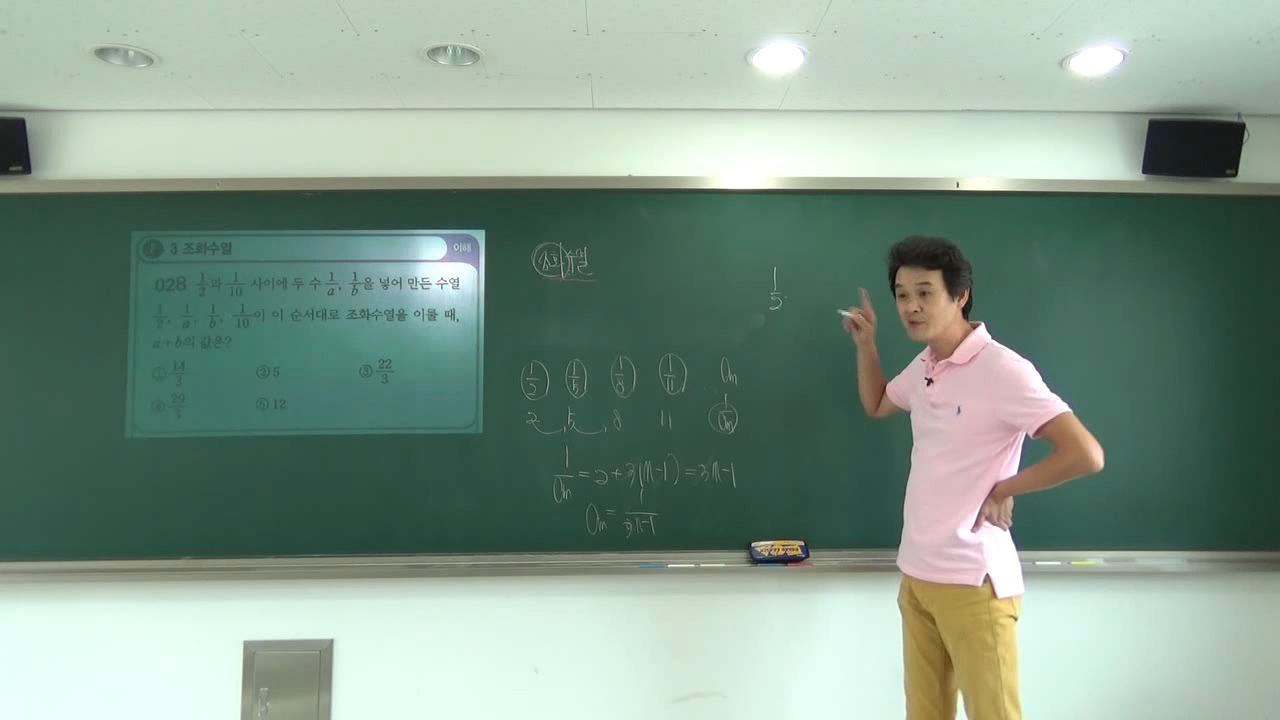 3 조화수열 이해
028 1/2과 1/10 사이에 두 수 1/a, 1/b을 넣어 만든 수열
1/2, 1/a, 1/b, 1/10이 이 순서대로 조화수열을 이룰 때,
a+b의 값은?
① 14/3 ② 5 ③ 22/3
④ 29/3 ⑤ 12
조화수열
1/2 1/5 1/8 1/11 an
2, 5, 8 11 1/an
1/an = 2+3(n-1) = 3n-1
an = 1/3n-1